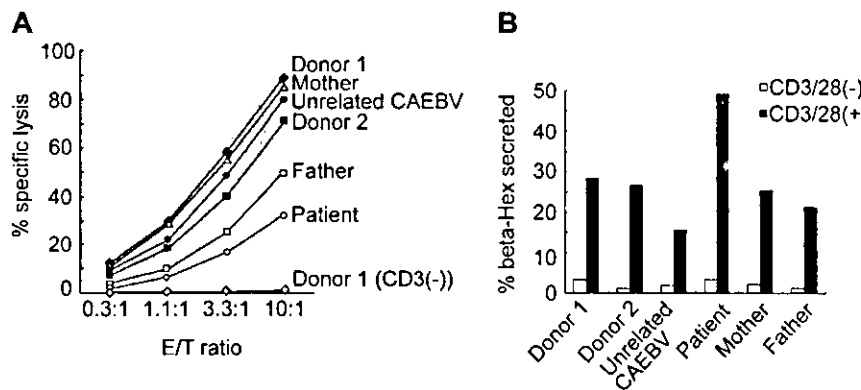 A
% specific lysis
100
80
60
40
20
0
0.3:1 1.1:1 3.3:1 10:1
E/T ratio
Donor 1
Mother
Unrelated CAEBV
Donor 2
Father
Patient
Donor 1 (CD3(-))
B
% beta-Hex secreted
50
40
30
20
10
0
CD3/28(-)
CD3/28(+
Donor 1
Donor 2
Unrelated
CAEBV
Patient
Mother
Father